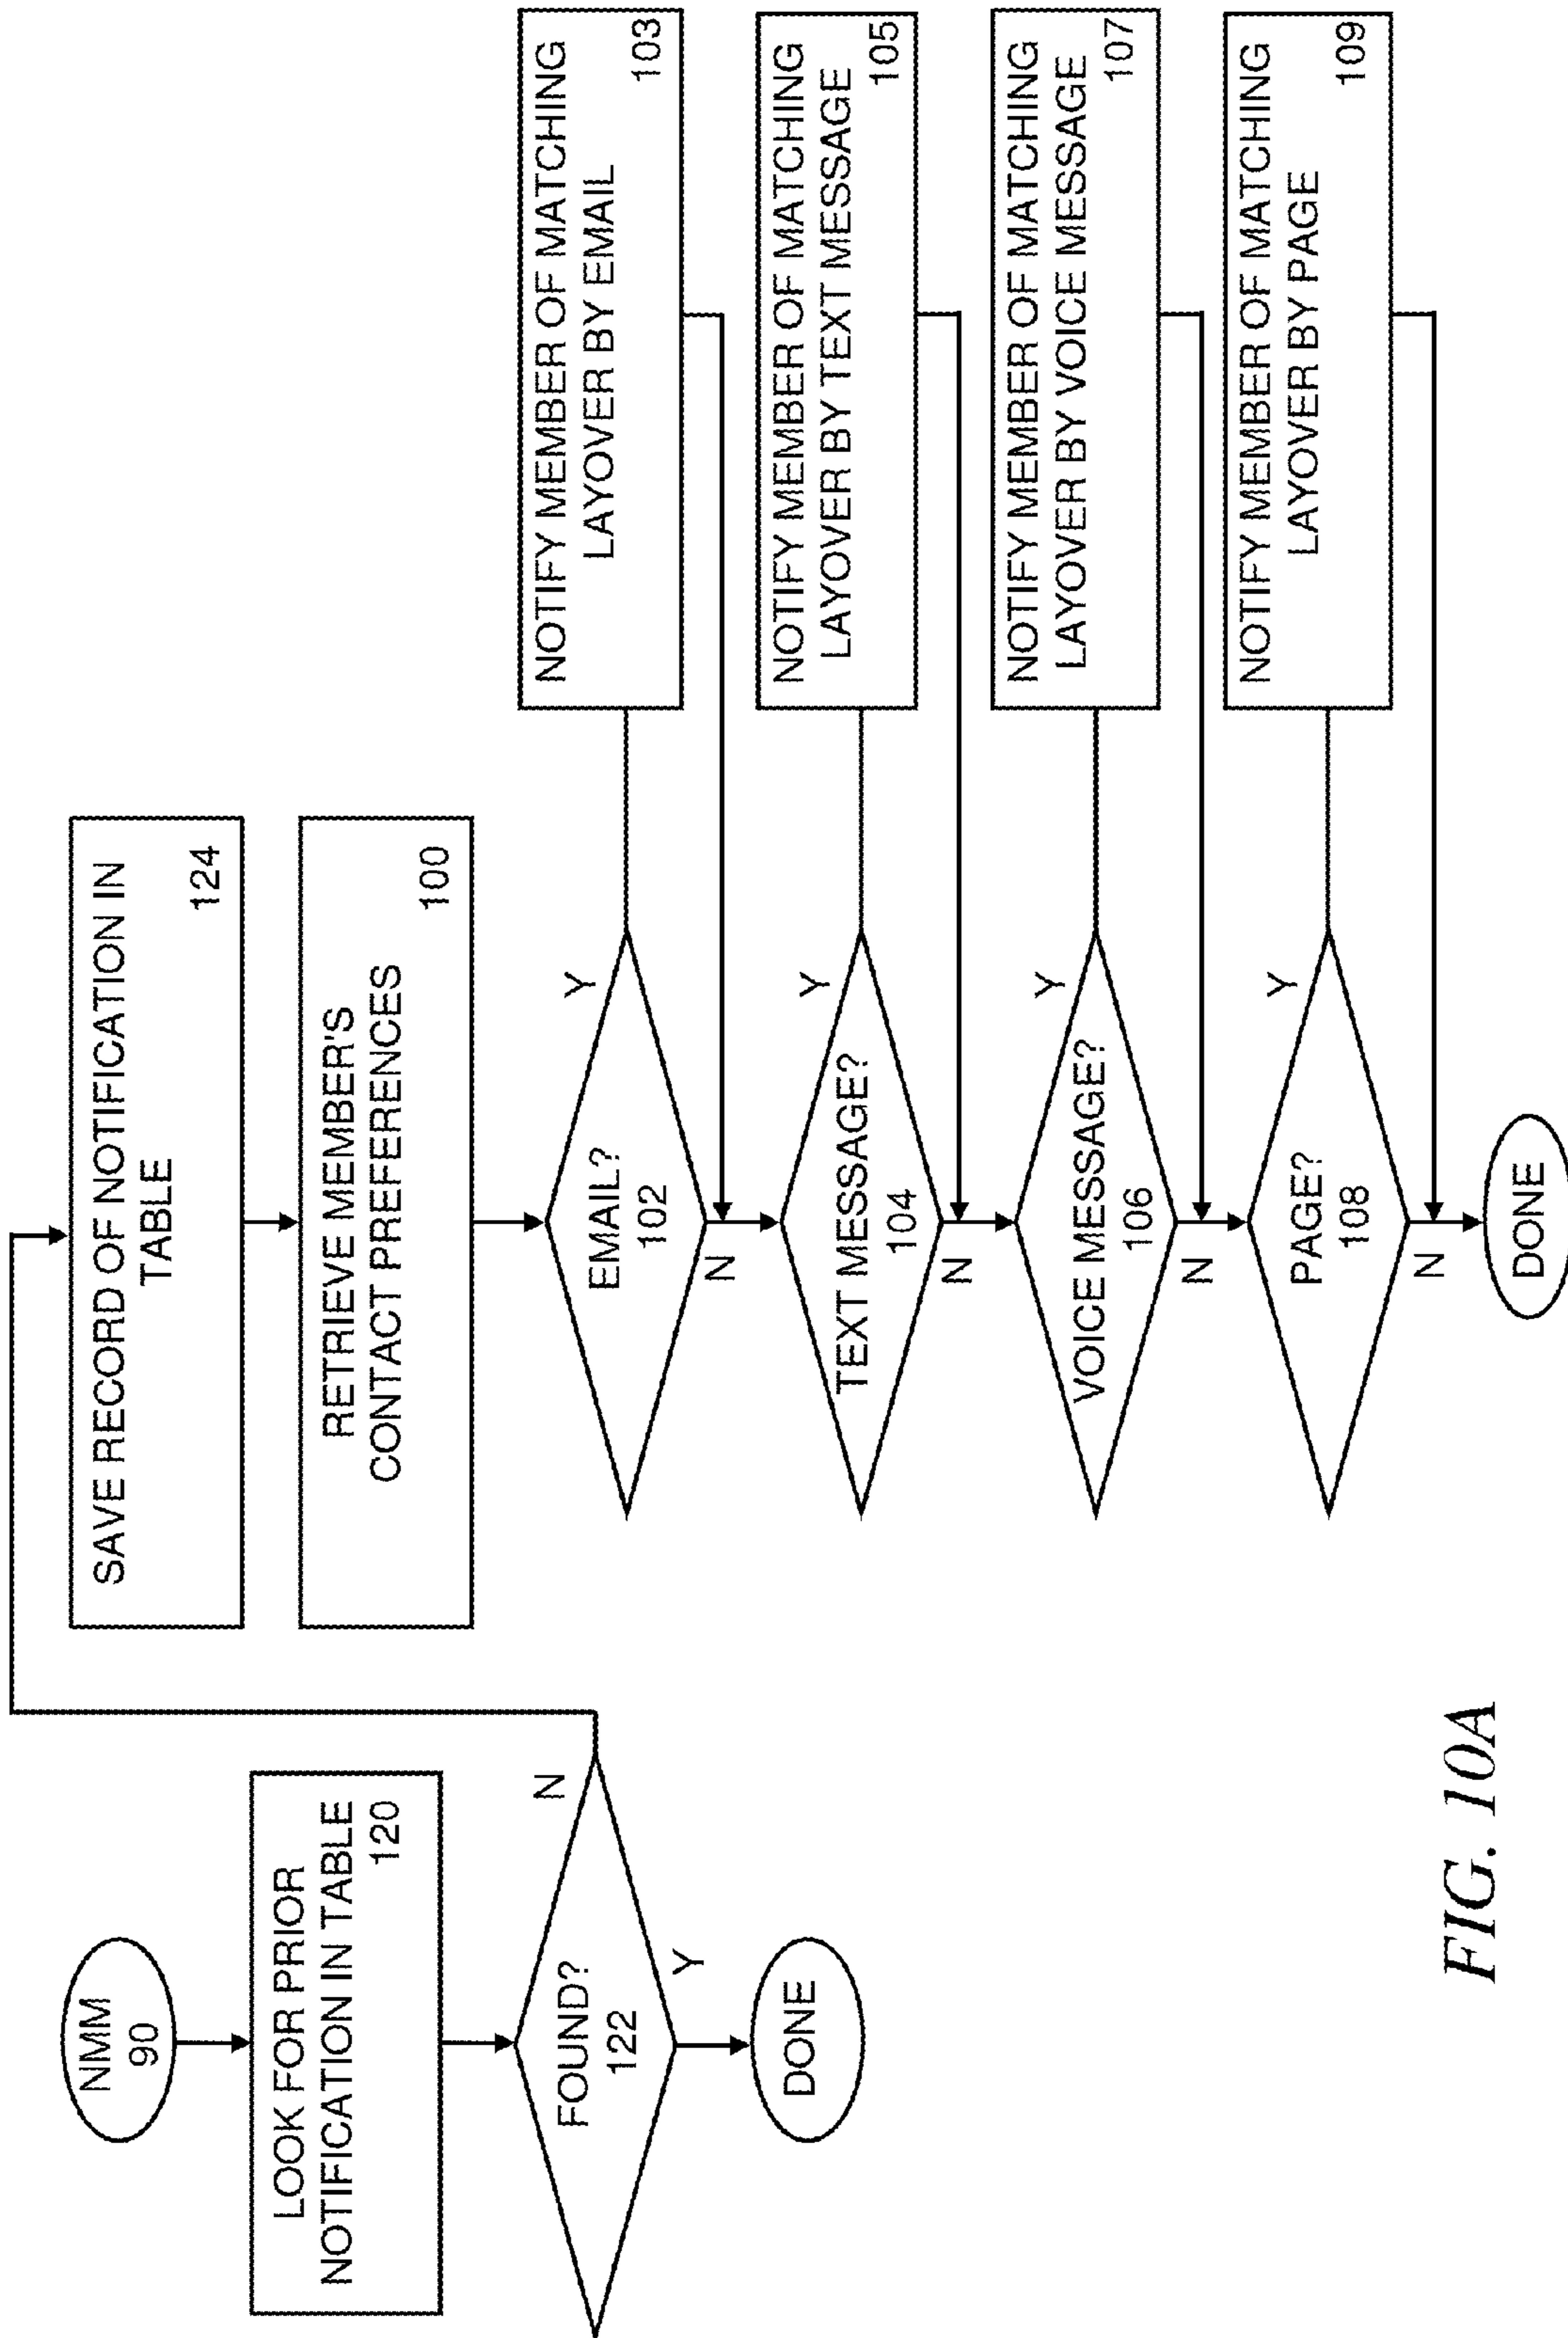 NMM
90
LOOK FOR PRIOR
NOTIFICATION IN TABLE
120
FOUND?
122
N
Y
DONE
SAVE RECORD OF NOTIFICATION IN
TABLE
124
RETRIEVE MEMBER'S
CONTACT PREFERENCES
100
EMAIL?
102
Y
N
NOTIFY MEMBER OF MATCHING
LAYOVER BY EMAIL
103
TEXT MESSAGE?
104
Y
N
NOTIFY MEMBER OF MATCHING
LAYOVER BY TEXT MESSAGE
105
VOICE MESSAGE?
106
Y
N
NOTIFY MEMBER OF MATCHING
LAYOVER BY VOICE MESSAGE
107
PAGE?
108
Y
N
NOTIFY MEMBER OF MATCHING
LAYOVER BY PAGE
109
DONE
FIG. 10A